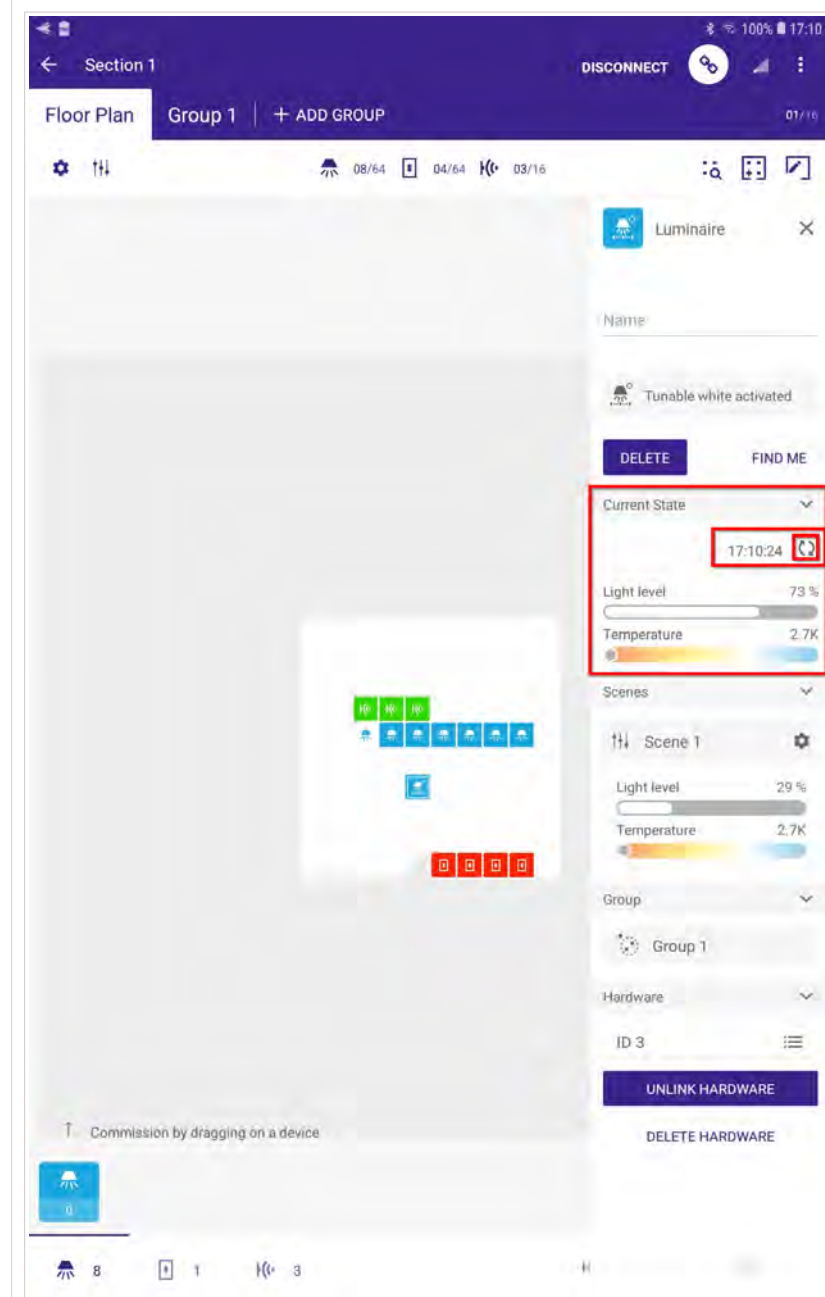 100% 17:10
Section 1 DISCONNECT
Floor Plan Group 1 + ADD GROUP 01/16
08/64 04/64 03/16
Luminaire
Name
Tunable white activated
DELETE FIND ME
Current State
17:10:24
Light level 73 %
Temperature 2.7K
Scenes
Scene 1
Light level 29 %
Temperature 2.7K
Group
Group 1
Hardware
ID 3
UNLINK HARDWARE
Commission by dragging on a device
DELETE HARDWARE
0
8 1 3